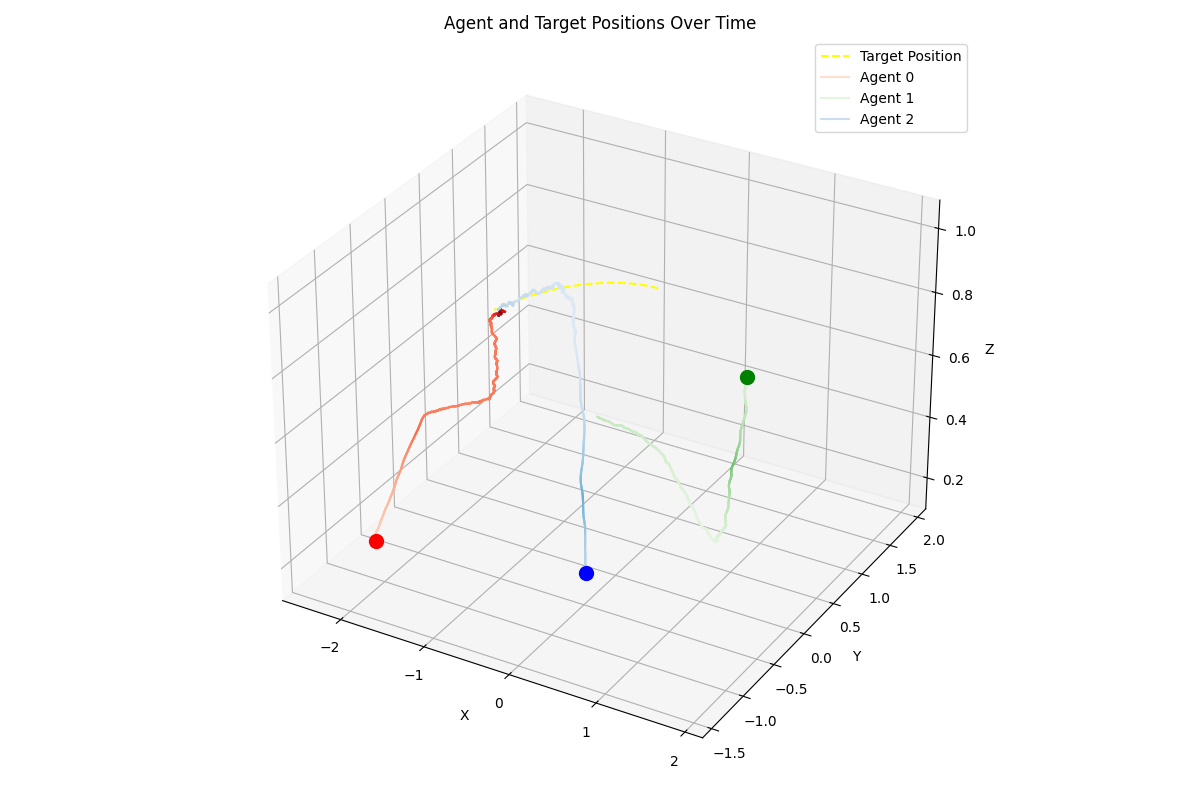 Agent and Target Positions Over Time
Target Position
Agent 0
Agent 1
Agent 2
1.0
0.8
Z
0.6
0.4
0.2
2.0
1.5
1.0
0.5
0.0
Y
−0.5
−1.0
−1.5
−2
−1
0
X
1
2